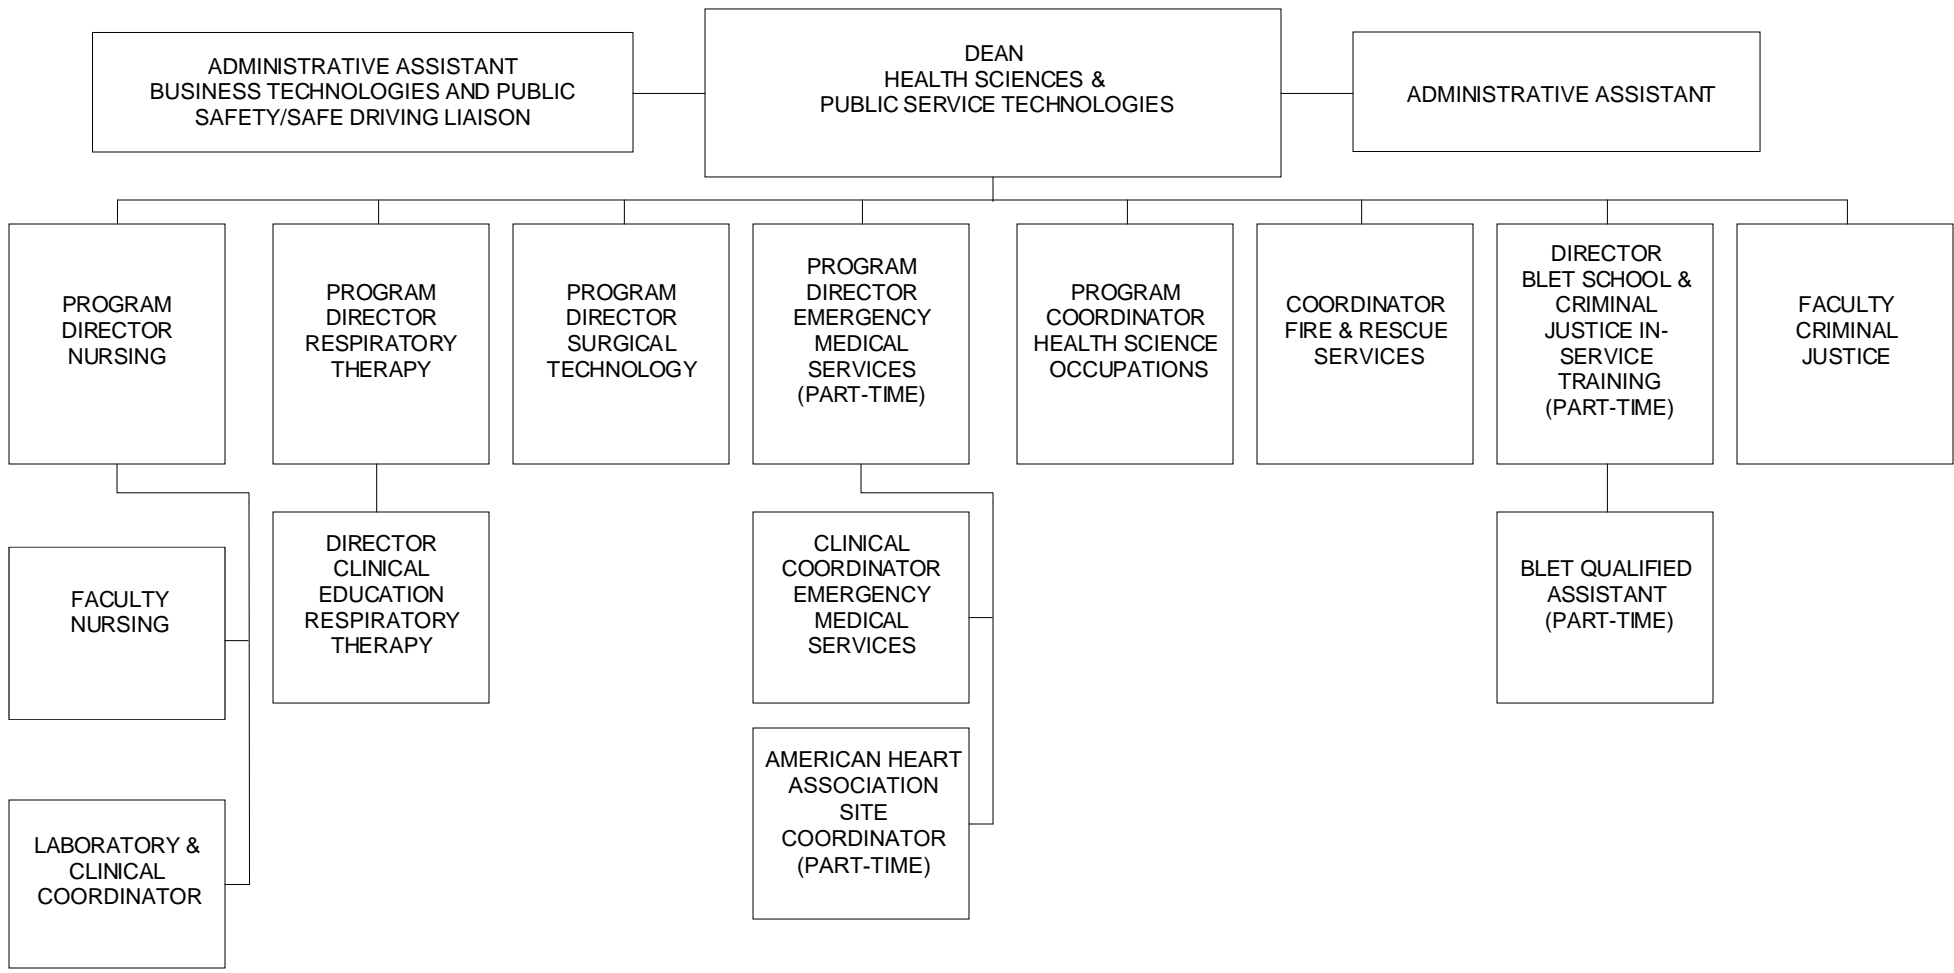 ADMINISTRATIVE ASSISTANT
BUSINESS TECHNOLOGIES AND PUBLIC
SAFETY/SAFE DRIVING LIAISON
DEAN
HEALTH SCIENCES &
PUBLIC SERVICE TECHNOLOGIES
ADMINISTRATIVE ASSISTANT
PROGRAM
DIRECTOR
NURSING
PROGRAM
DIRECTOR
RESPIRATORY
THERAPY
PROGRAM
DIRECTOR
SURGICAL
TECHNOLOGY
PROGRAM
DIRECTOR
EMERGENCY
MEDICAL
SERVICES
(PART-TIME)
PROGRAM
COORDINATOR
HEALTH SCIENCE
OCCUPATIONS
COORDINATOR
FIRE & RESCUE
SERVICES
DIRECTOR
BLET SCHOOL &
CRIMINAL
JUSTICE IN-
SERVICE
TRAINING
(PART-TIME)
FACULTY
CRIMINAL
JUSTICE
FACULTY
NURSING
DIRECTOR
CLINICAL
EDUCATION
RESPIRATORY
THERAPY
CLINICAL
COORDINATOR
EMERGENCY
MEDICAL
SERVICES
BLET QUALIFIED
ASSISTANT
(PART-TIME)
LABORATORY &
CLINICAL
COORDINATOR
AMERICAN HEART
ASSOCIATION
SITE
COORDINATOR
(PART-TIME)